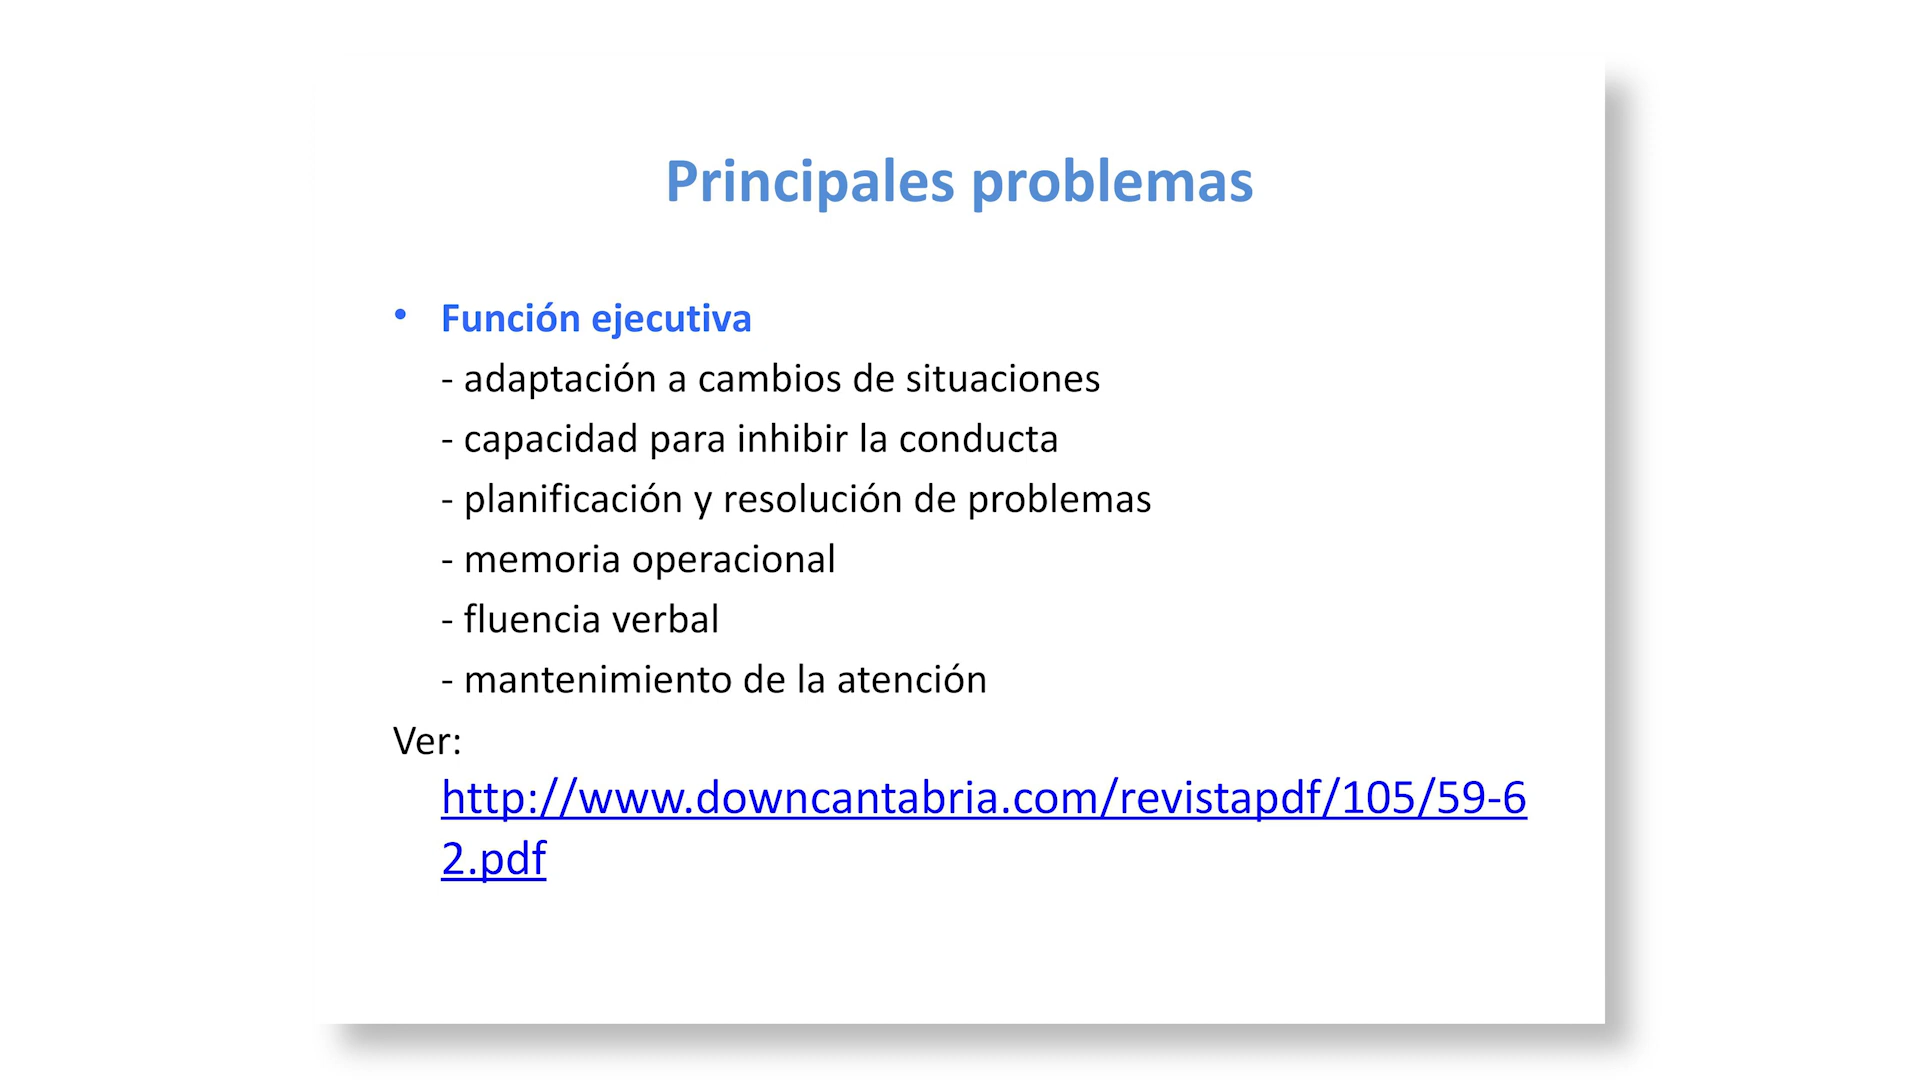 Principales problemas
• Función ejecutiva
- adaptación a cambios de situaciones
- capacidad para inhibir la conducta
- planificación y resolución de problemas
- memoria operacional
- fluencia verbal
- mantenimiento de la atención
Ver:
http://www.downcantabria.com/revistapdf/105/59-6
2.pdf